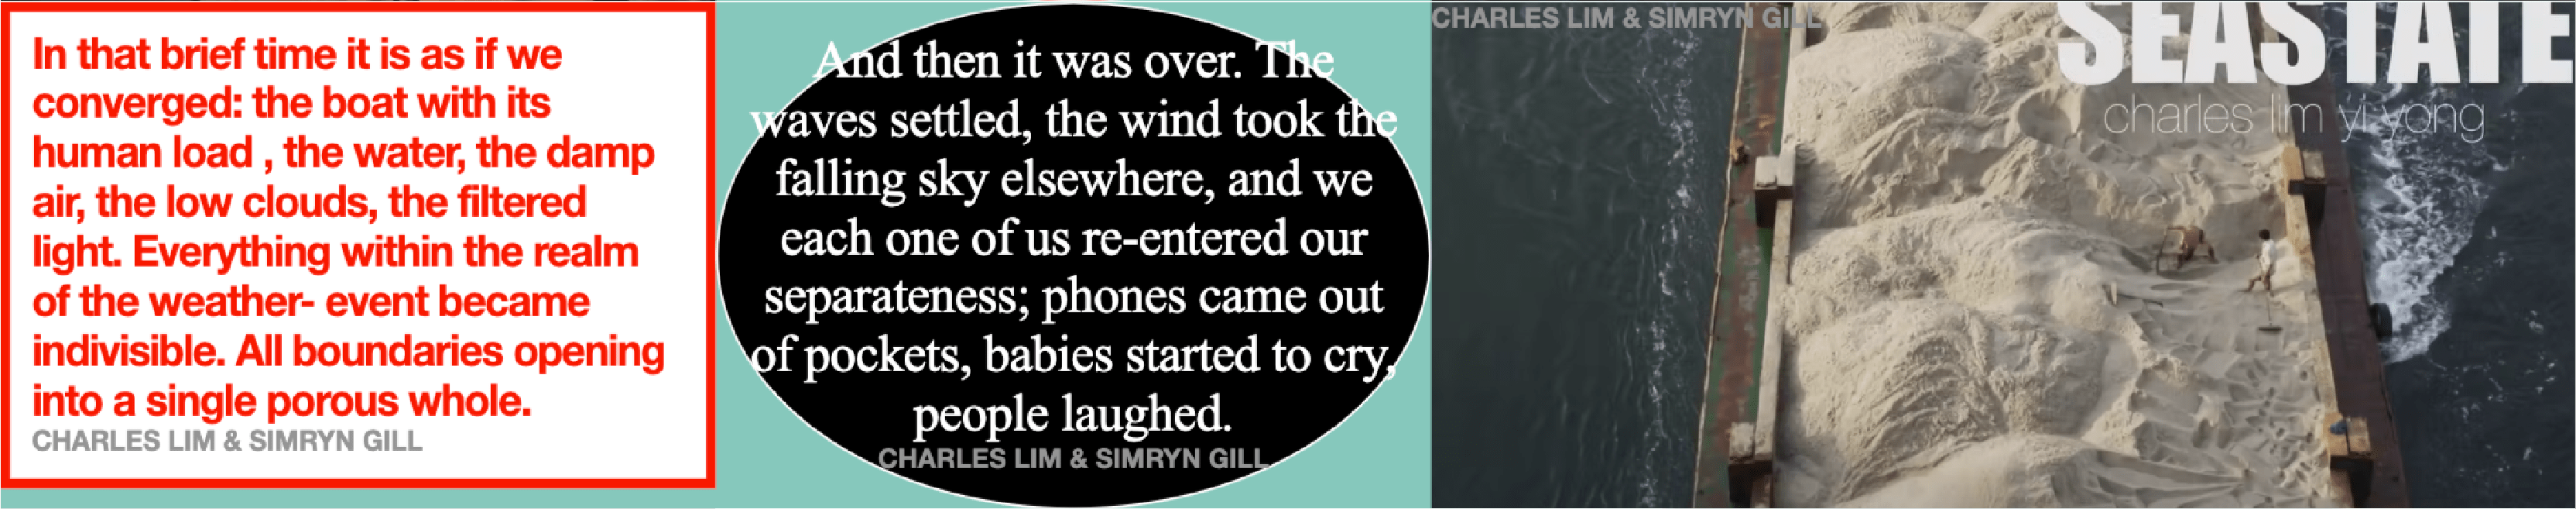 In that brief time it is as if we
converged: the boat with its
human load , the water, the damp
air, the low clouds, the filtered
light. Everything within the realm
of the weather- event became
indivisible. All boundaries opening
into a single porous whole.
CHARLES LIM & SIMRYN GILL
And then it was over. The
waves settled, the wind took the
falling sky elsewhere, and we
each one of us re-entered our
separateness; phones came out
of pockets, babies started to cry,
people laughed.
CHARLES LIM & SIMRYN GILL
CHARLES LIM & SIMRYN GILL
SEASTATE
charles lim yi yong